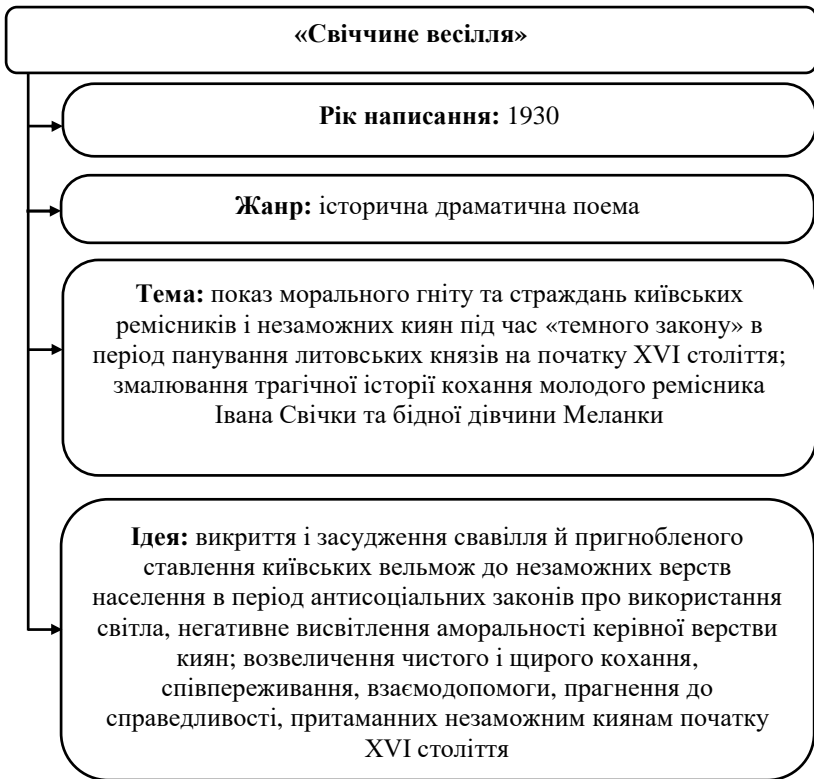 «Свіччине весілля»
Рік написання: 1930
Жанр: історична драматична поема
Тема: показ морального гніту та страждань київських
ремісників і незаможних киян під час «темного закону» в
період панування литовських князів на початку XVI століття;
змалювання трагічної історії кохання молодого ремісника
Івана Свічки та бідної дівчини Меланки
Ідея: викриття і засудження свавілля й пригнобленого
ставлення київських вельмож до незаможних верств
населення в період антисоціальних законів про використання
світла, негативне висвітлення аморальності керівної верстви
киян; возвеличення чистого і щирого кохання,
співпереживання, взаємодопомоги, прагнення до
справедливості, притаманних незаможним киянам початку
XVI століття